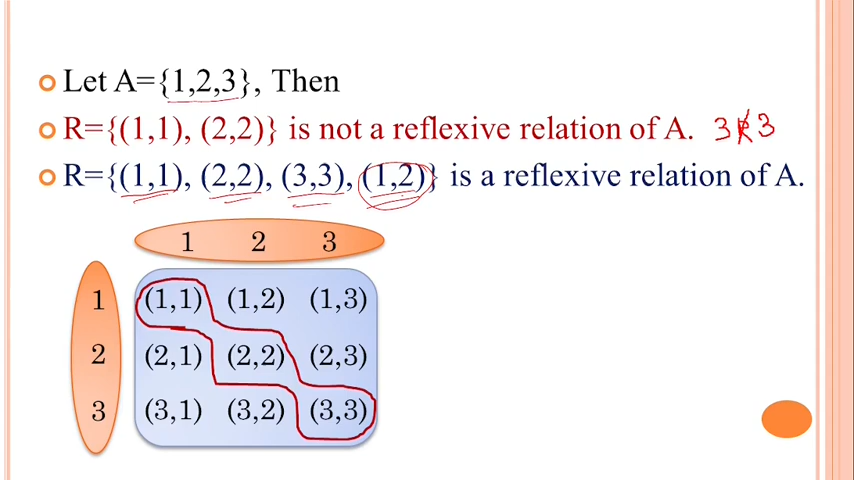 Let A={1,2,3}, Then
R={(1,1), (2,2)} is not a reflexive relation of A. 3 R̸ 3
R={(1,1), (2,2), (3,3), (1,2)} is a reflexive relation of A.
1 2 3
1 (1,1) (1,2) (1,3)
2 (2,1) (2,2) (2,3)
3 (3,1) (3,2) (3,3)